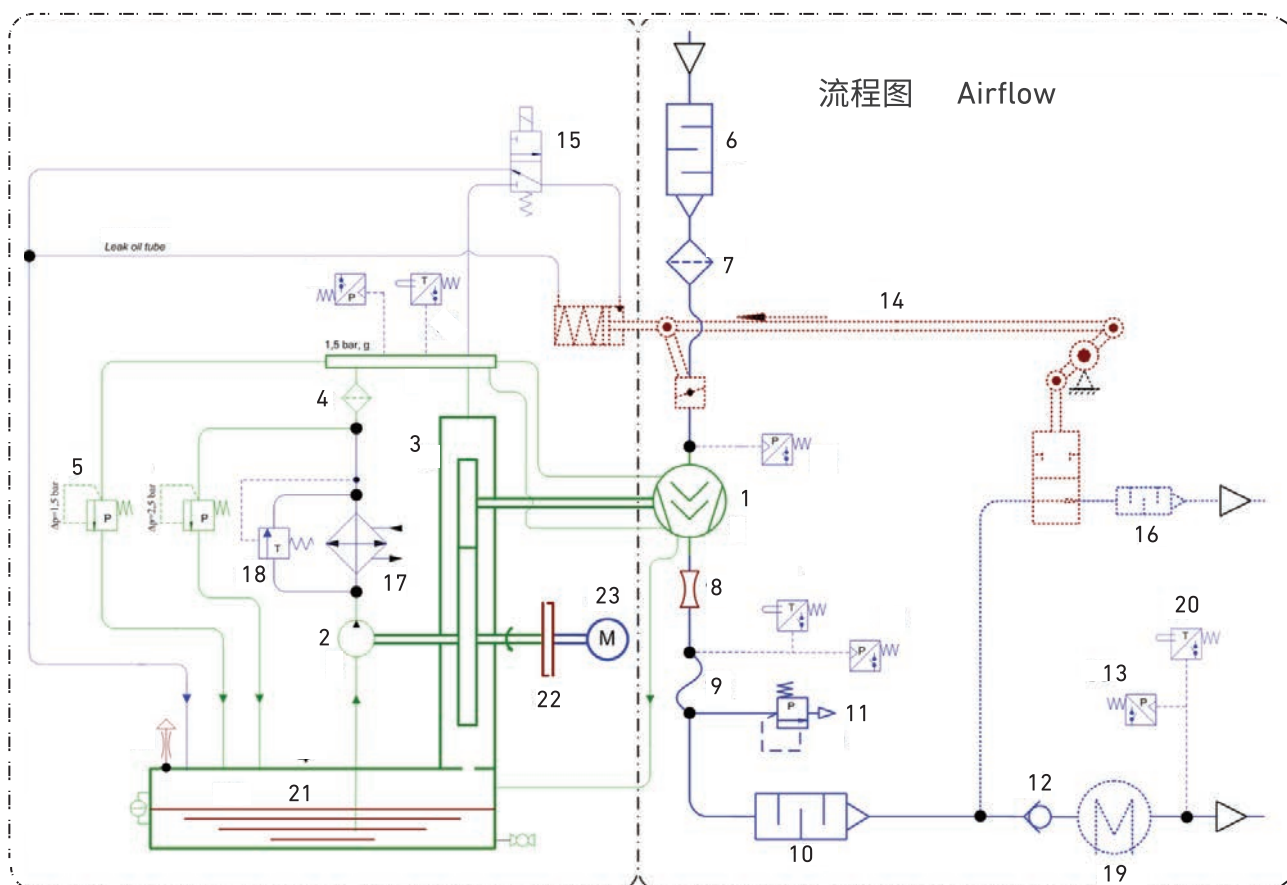 流程图 Airflow
15
6
Leak oil tube
7
P
T
14
1,5 bar, g
4
3
P
5
1
Δp=1,5 bar
P
Δp=2,5 bar
P
T
18
17
16
8
23
T
20
2
M
P
T
9
13
22
P
11
P
21
12
10
19